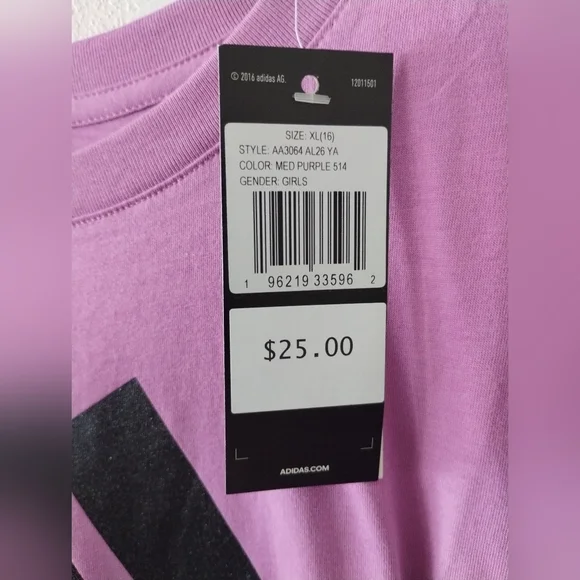 © 2016 adidas AG. 12011501
SIZE: XL(16)
STYLE: AA3064 AL26 YA
COLOR: MED PURPLE 514
GENDER: GIRLS
1 96219 33596 2
$25.00
ADIDAS.COM